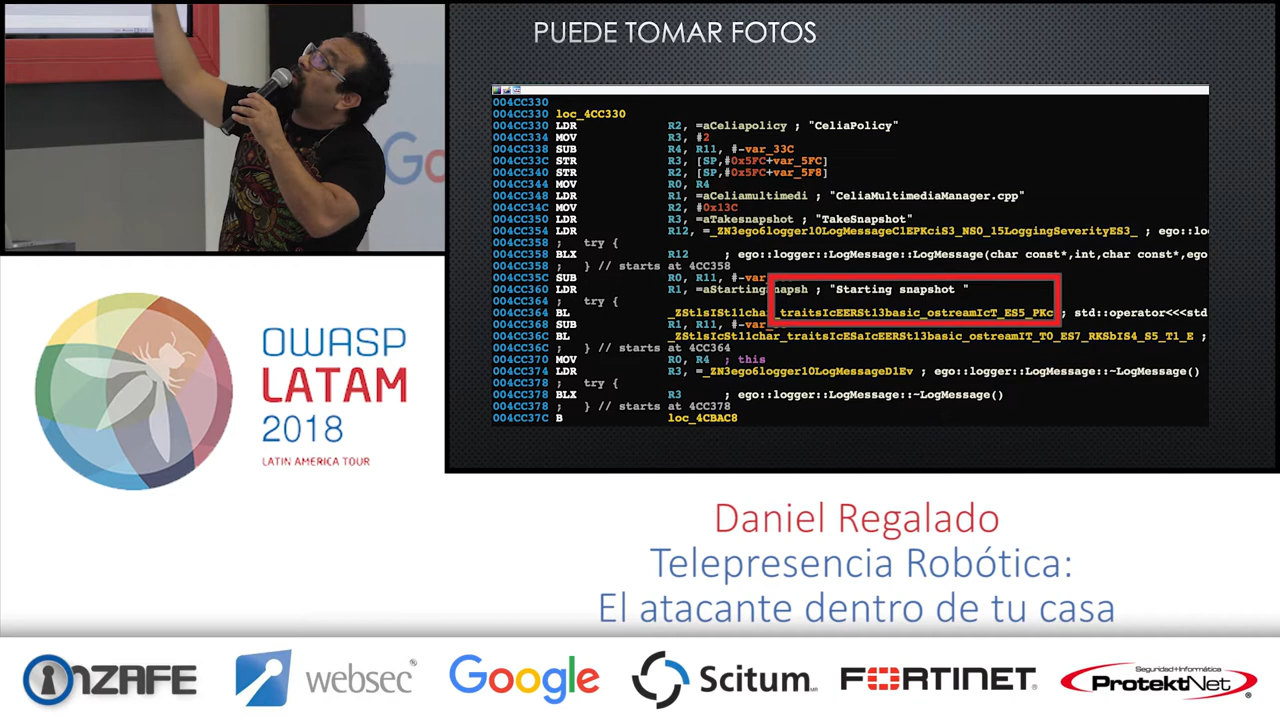 PUEDE TOMAR FOTOS
004CC330
004CC330 loc_4CC330
004CC330 LDR R2, =aCeliapolicy ; "CeliaPolicy"
004CC334 MOV R3, #2
004CC338 SUB R4, R11, #-var_33C
004CC33C STR R3, [SP,#0x5FC+var_5FC]
004CC340 STR R2, [SP,#0x5FC+var_5F8]
004CC344 MOV R0, R4
004CC348 LDR R1, =aCeliamultimedi ; "CeliaMultimediaManager.cpp"
004CC34C MOV R2, #0x13C
004CC350 LDR R3, =aTakesnapshot ; "TakeSnapshot"
004CC354 LDR R12, =_ZN3ego6logger10LogMessageC1EPKciS3_NS0_15LoggingSeverityES3_ ; ego::lo
004CC358 ; try {
004CC358 BLX R12 ; ego::logger::LogMessage::LogMessage(char const*,int,char const*,ego
004CC358 ; } // starts at 4CC358
004CC35C SUB R0, R11, #-var
004CC360 LDR R1, =aStartingsnapsh ; "Starting snapshot "
004CC364 ; try {
004CC364 BL _ZStlsISt11char_traitsIcEERSt13basic_ostreamIcT_ES5_PKc ; std::operator<<<std
004CC368 SUB R1, R11, #-var_33
004CC36C BL _ZStlsIcSt11char_traitsIcESaIcEERSt13basic_ostreamIT_T0_ES7_RKSbIS4_S5_T1_E ;
004CC36C ; } // starts at 4CC364
004CC370 MOV R0, R4 ; this
004CC374 LDR R3, =_ZN3ego6logger10LogMessageD1Ev ; ego::logger::LogMessage::~LogMessage()
004CC378 ; try {
004CC378 BLX R3 ; ego::logger::LogMessage::~LogMessage()
004CC378 ; } // starts at 4CC378
004CC37C B loc_4CBAC8
Go
OWASP
LATAM
2018
LATIN AMERICA TOUR
Daniel Regalado
Telepresencia Robótica:
El atacante dentro de tu casa
ONZAFE
websec®
Google
Scitum MR
FORTINET®
Seguridad+Informática
ProtektNet®